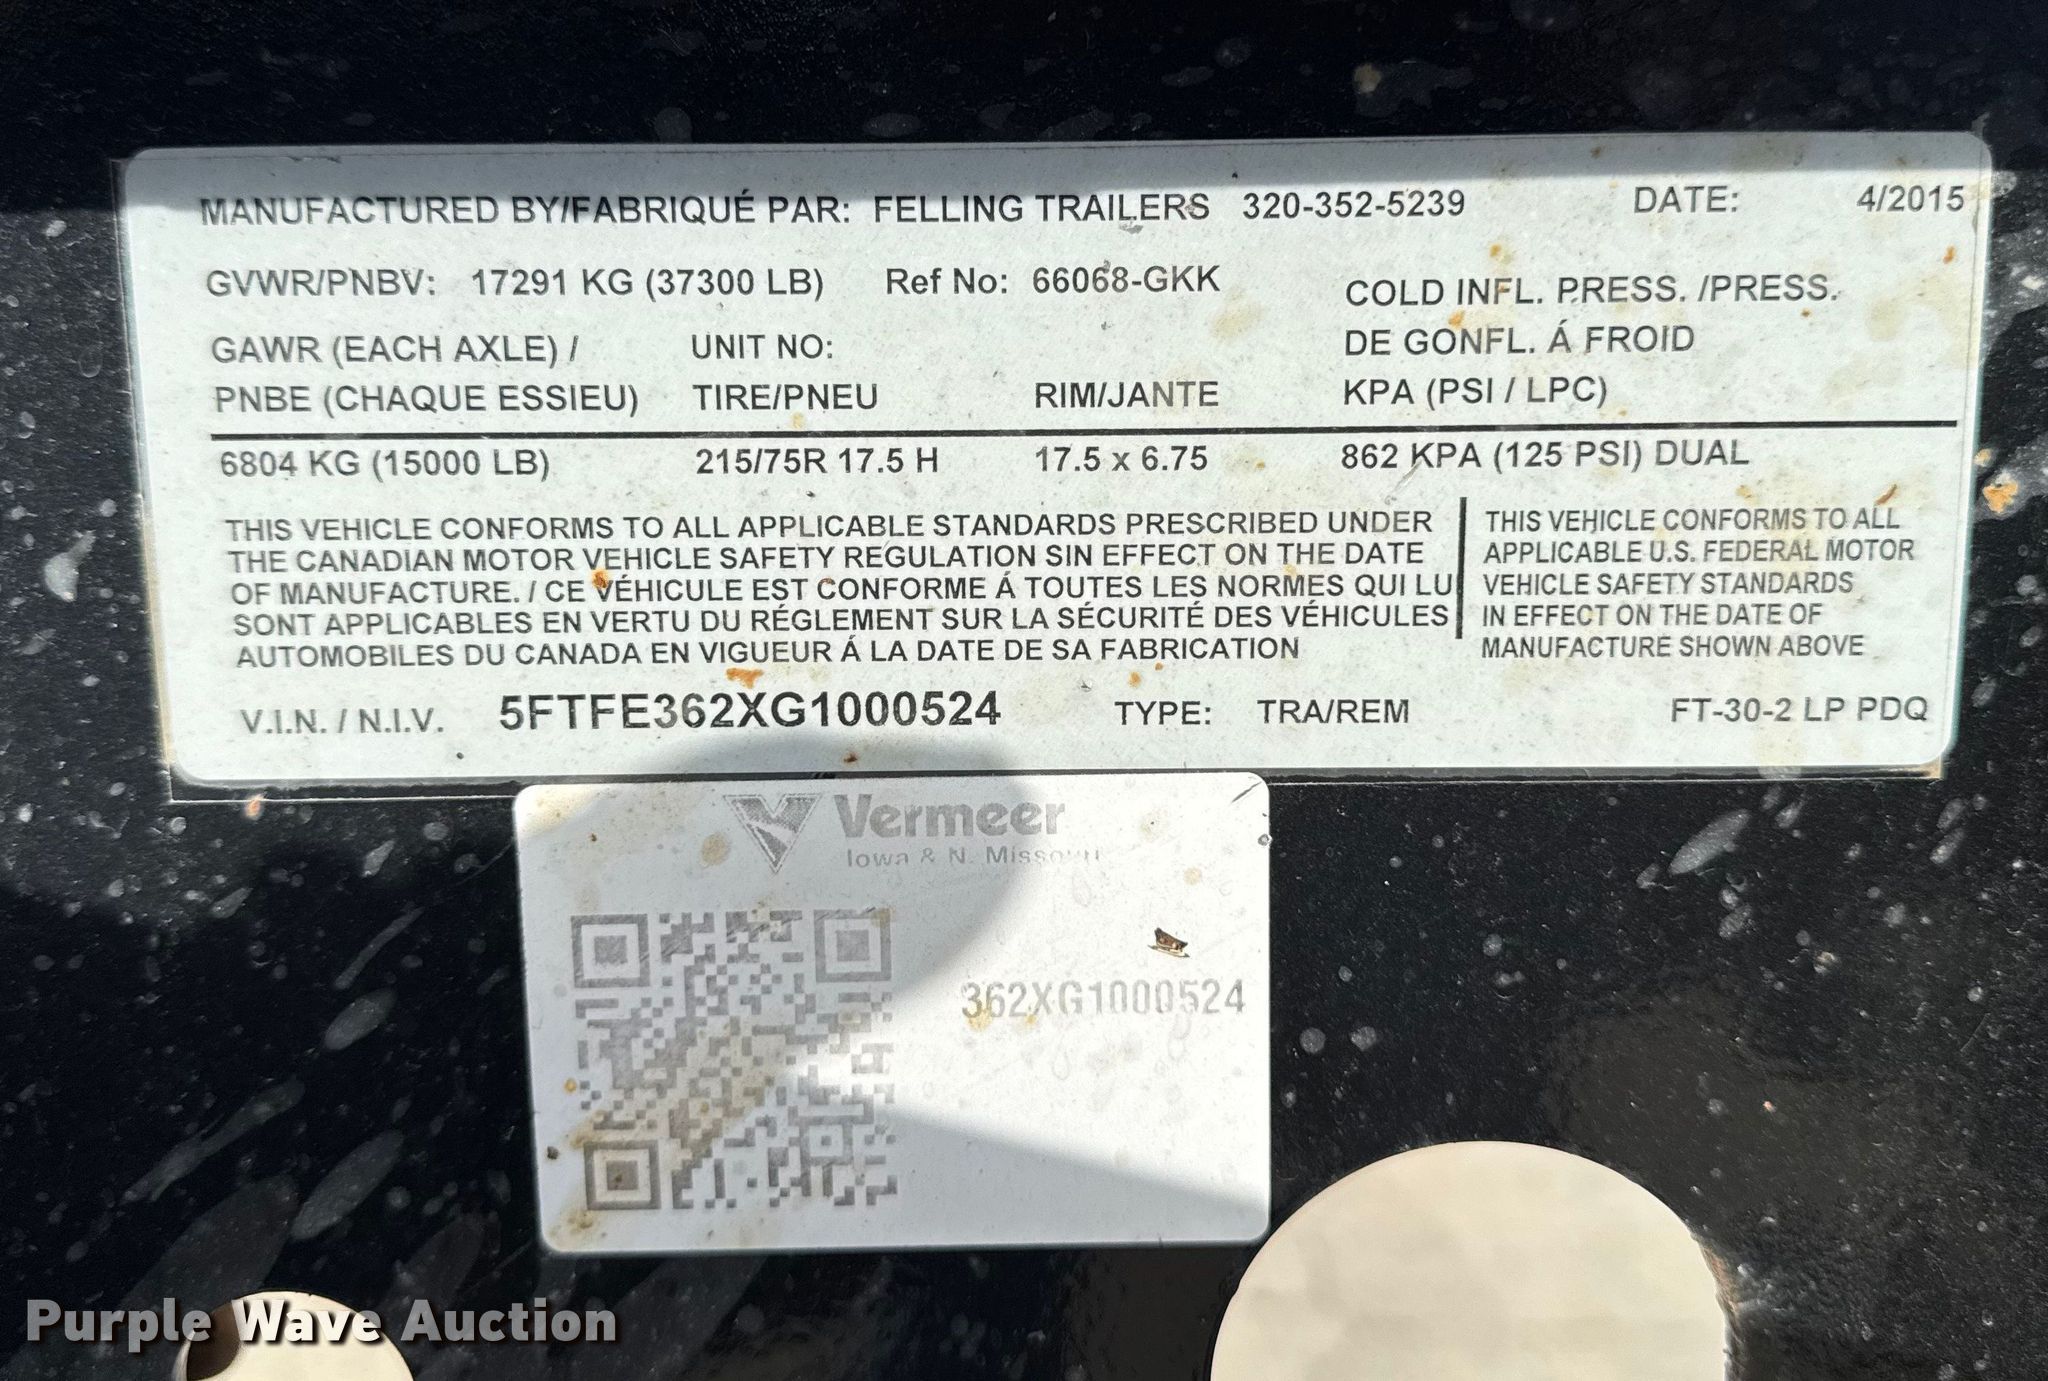 MANUFACTURED BY/FABRIQUÉ PAR: FELLING TRAILERS 320-352-5239 DATE: 4/2015
GVWR/PNBV: 17291 KG (37300 LB) Ref No: 66068-GKK
COLD INFL. PRESS. /PRESS.
GAWR (EACH AXLE) / UNIT NO: DE GONFL. Á FROID
PNBE (CHAQUE ESSIEU) TIRE/PNEU RIM/JANTE KPA (PSI / LPC)
6804 KG (15000 LB) 215/75R 17.5 H 17.5 x 6.75 862 KPA (125 PSI) DUAL
THIS VEHICLE CONFORMS TO ALL APPLICABLE STANDARDS PRESCRIBED UNDER
THE CANADIAN MOTOR VEHICLE SAFETY REGULATION SIN EFFECT ON THE DATE
OF MANUFACTURE. / CE VÉHICULE EST CONFORME Á TOUTES LES NORMES QUI LU
SONT APPLICABLES EN VERTU DU RÉGLEMENT SUR LA SÉCURITÉ DES VÉHICULES
AUTOMOBILES DU CANADA EN VIGUEUR Á LA DATE DE SA FABRICATION
THIS VEHICLE CONFORMS TO ALL
APPLICABLE U.S. FEDERAL MOTOR
VEHICLE SAFETY STANDARDS
IN EFFECT ON THE DATE OF
MANUFACTURE SHOWN ABOVE
V.I.N. / N.I.V. 5FTFE362XG1000524 TYPE: TRA/REM FT-30-2 LP PDQ
Vermeer
Iowa & N. Missouri
362XG1000524
Purple Wave Auction